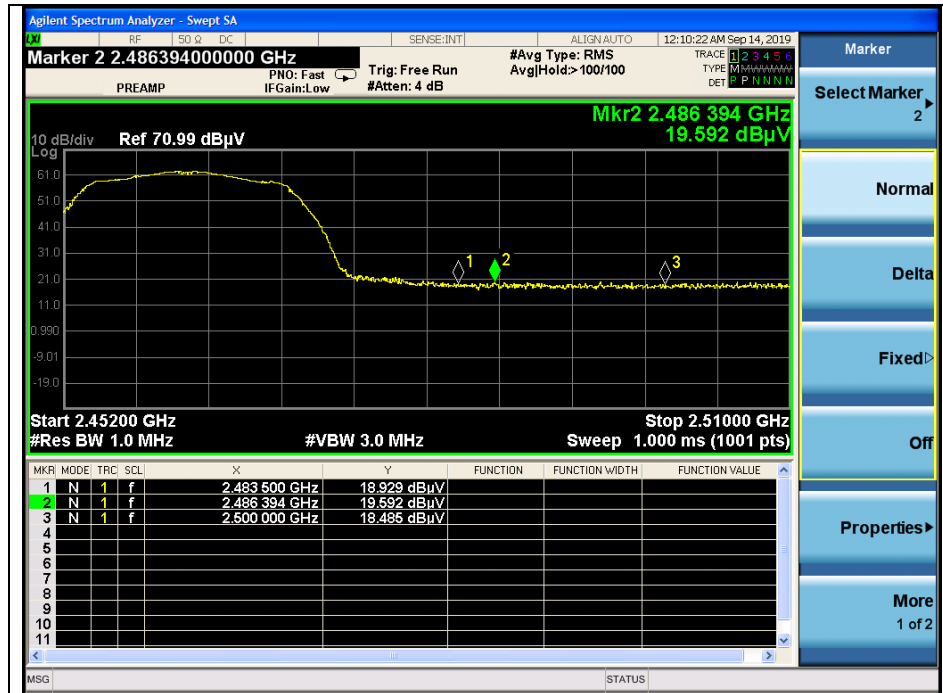 Agilent Spectrum Analyzer - Swept SA
LXI RF 50 Ω DC SENSE:INT ALIGN AUTO 12:10:22 AM Sep 14, 2019
Marker 2 2.486394000000 GHz
PREAMP
PNO: Fast
IFGain:Low
Trig: Free Run
#Atten: 4 dB
#Avg Type: RMS
Avg|Hold:>100/100
TRACE 1 2 3 4 5 6
TYPE M
DET P P N N N N
Mkr2 2.486 394 GHz
19.592 dBµV
10 dB/div Ref 70.99 dBµV
Log
61.0
51.0
41.0
31.0
21.0
11.0
0.990
-9.01
-19.0
1
2
3
Start 2.45200 GHz Stop 2.51000 GHz
#Res BW 1.0 MHz #VBW 3.0 MHz Sweep 1.000 ms (1001 pts)
MKR MODE TRC SCL X Y FUNCTION FUNCTION WIDTH FUNCTION VALUE
1 N 1 f 2.483 500 GHz 18.929 dBµV
2 N 1 f 2.486 394 GHz 19.592 dBµV
3 N 1 f 2.500 000 GHz 18.485 dBµV
4
5
6
7
8
9
10
11
MSG STATUS
Marker
Select Marker
2
Normal
Delta
Fixed
Off
Properties
More
1 of 2